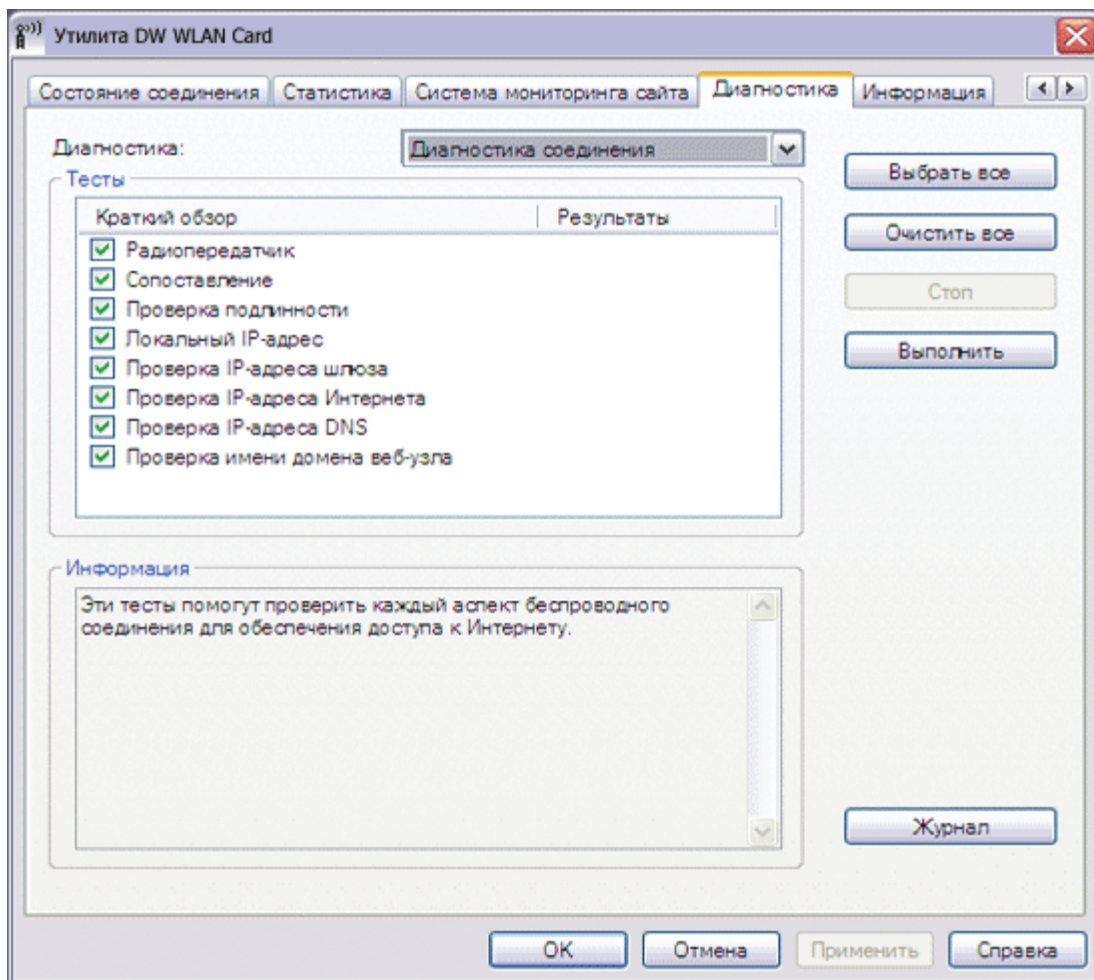 Утилита DW WLAN Card
Состояние соединения Статистика Система мониторинга сайта Диагностика Информация
Диагностика: Диагностика соединения
Тесты
Краткий обзор Результаты
Радиопередатчик
Сопоставление
Проверка подлинности
Локальный IP-адрес
Проверка IP-адреса шлюза
Проверка IP-адреса Интернета
Проверка IP-адреса DNS
Проверка имени домена веб-узла
Выбрать все
Очистить все
Стоп
Выполнить
Информация
Эти тесты помогут проверить каждый аспект беспроводного
соединения для обеспечения доступа к Интернету.
Журнал
OK Отмена Применить Справка